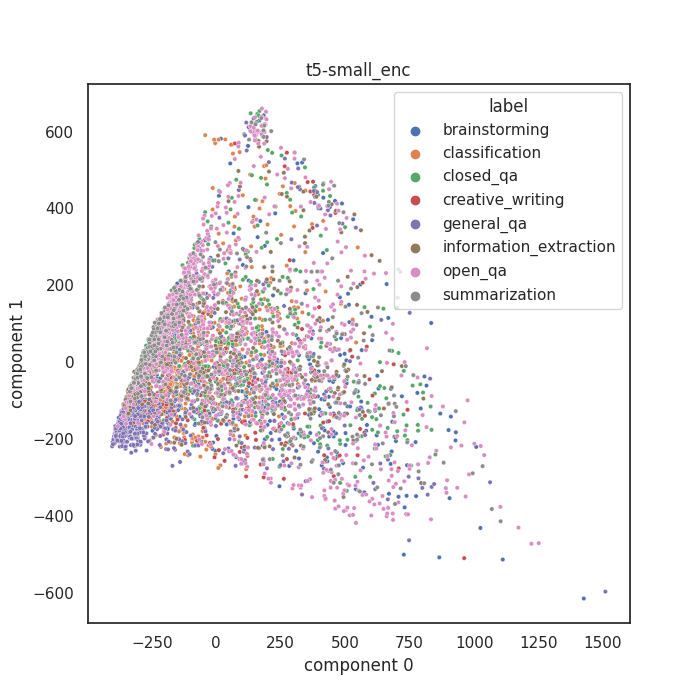 t5-small_enc
label
brainstorming
classification
closed_qa
creative_writing
general_qa
information_extraction
open_qa
summarization
600
400
200
0
−200
−400
−600
component 1
−250
0
250
500
750
1000
1250
1500
component 0